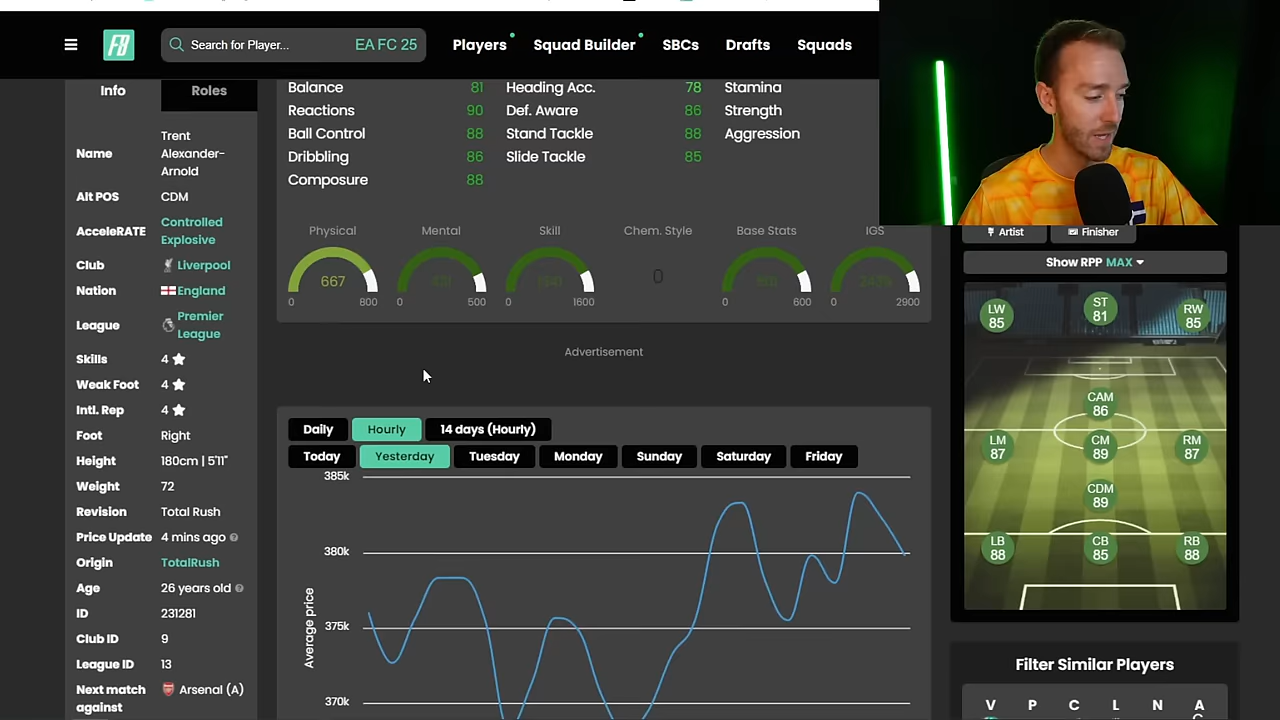 FB
Search for Player...
EA FC 25
Players
Squad Builder
SBCs
Drafts
Squads
Info
Roles
Name
Trent
Alexander-
Arnold
Alt POS
CDM
AcceleRATE
Controlled
Explosive
Club
Liverpool
Nation
England
League
Premier
League
Skills
4
Weak Foot
4
Intl. Rep
4
Foot
Right
Height
180cm | 5'11"
Weight
72
Revision
Total Rush
Price Update
4 mins ago
Origin
TotalRush
Age
26 years old
ID
231281
Club ID
9
League ID
13
Next match
against
Arsenal (A)
Balance 81
Reactions 90
Ball Control 88
Dribbling 86
Composure 88
Heading Acc. 78
Def. Aware 86
Stand Tackle 88
Slide Tackle 85
Stamina
Strength
Aggression
Physical
667
0 800
Mental
0 500
Skill
0 1600
Chem. Style
0
Base Stats
0 600
IGS
0 2900
Advertisement
Daily
Hourly
14 days (Hourly)
Today
Yesterday
Tuesday
Monday
Sunday
Saturday
Friday
385k
380k
375k
370k
Average price
Artist
Finisher
Show RPP MAX
LW
85
ST
81
RW
85
CAM
86
LM
87
CM
89
RM
87
CDM
89
LB
88
CB
85
RB
88
Filter Similar Players
V P C L N A